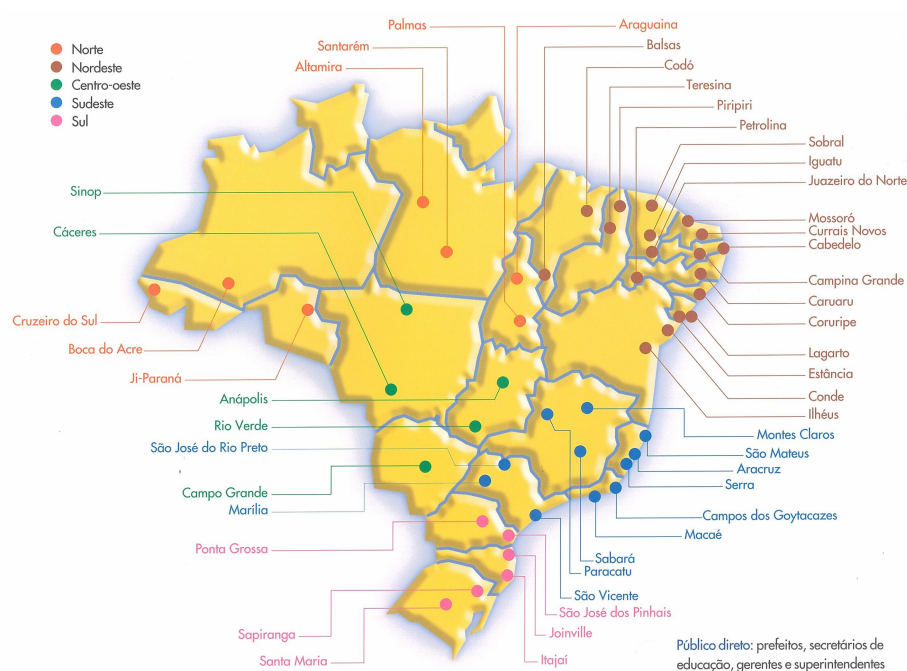 Norte
Nordeste
Centro-oeste
Sudeste
Sul
Palmas
Santarém
Altamira
Araguaina
Balsas
Codó
Teresina
Piripiri
Petrolina
Sobral
Iguatu
Juazeiro do Norte
Mossoró
Currais Novos
Cabedelo
Campina Grande
Caruaru
Coruripe
Lagarto
Estância
Conde
Ilhéus
Sinop
Cáceres
Cruzeiro do Sul
Boca do Acre
Ji-Paraná
Anápolis
Rio Verde
São José do Rio Preto
Campo Grande
Marília
Ponta Grossa
Sapiranga
Santa Maria
Montes Claros
São Mateus
Aracruz
Serra
Campos dos Goytacazes
Macaé
Sabará
Paracatu
São Vicente
São José dos Pinhais
Joinville
Itajaí
Público direto: prefeitos, secretários de
educação, gerentes e superintendentes